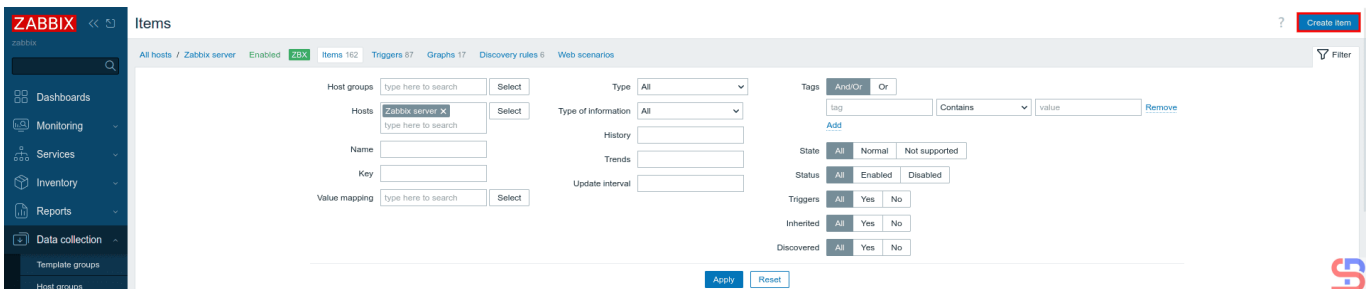 ZABBIX
zabbix
Dashboards
Monitoring
Services
Inventory
Reports
Data collection
Template groups
Host groups
Items
? Create item
All hosts / Zabbix server Enabled ZBX Items 162 Triggers 87 Graphs 17 Discovery rules 6 Web scenarios
Filter
Host groups type here to search Select
Hosts Zabbix server X Select
type here to search
Name
Key
Value mapping type here to search Select
Type All
Type of information All
History
Trends
Update interval
Tags And/Or Or
tag Contains value Remove
Add
State All Normal Not supported
Status All Enabled Disabled
Triggers All Yes No
Inherited All Yes No
Discovered All Yes No
Apply Reset